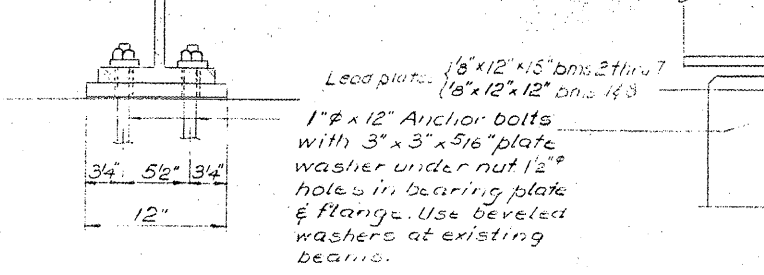 Lead plate. {1/8"x12"x15" bms 2 thru 7
{1/8"x12"x12" bms 1&8
1"φ x 12" Anchor bolts
with 3" x 3" x 5/16" plate
washer under nut. 1 1/2"φ
holes in bearing plate
& flange. Use beveled
washers at existing
beams.
3 1/4" 5 1/2" 3 1/4"
12"